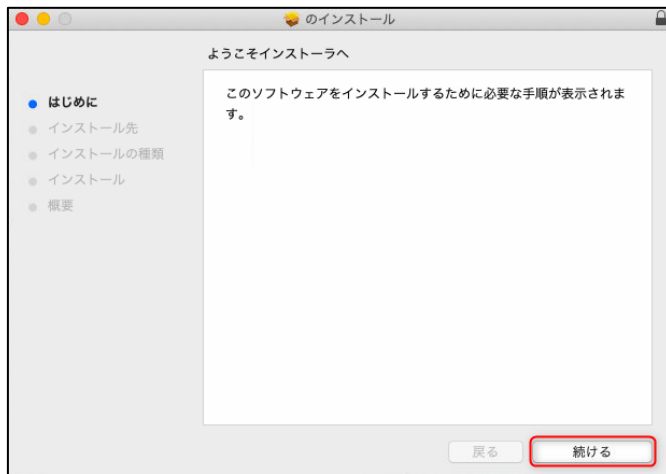 のインストール
ようこそインストーラへ
このソフトウェアをインストールするために必要な手順が表示されま
す。
はじめに
インストール先
インストールの種類
インストール
概要
戻る
続ける